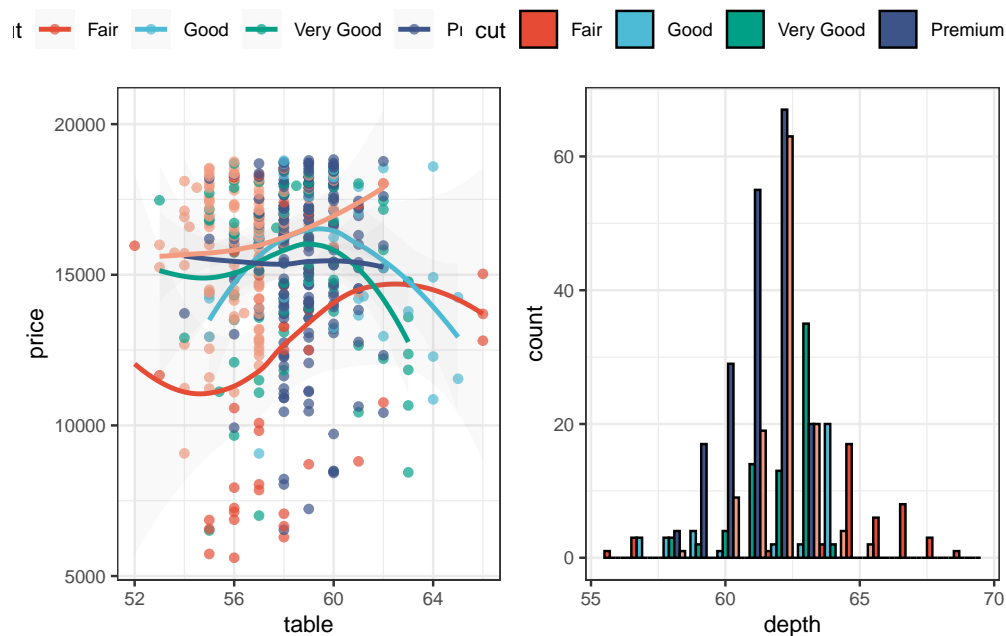 Fair Good Very Good
cut Fair Good Very Good Premium
20000
15000
10000
5000
price
52 56 60 64
table
60
40
20
0
count
55 60 65 70
depth